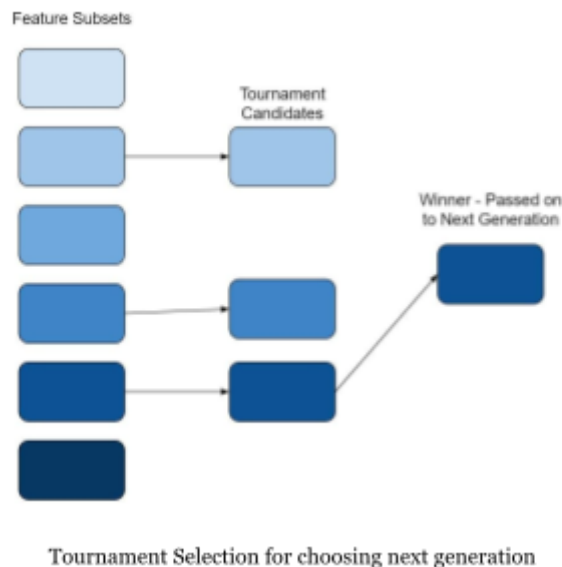 Feature Subsets
Tournament
Candidates
Winner - Passed on
to Next Generation
Tournament Selection for choosing next generation